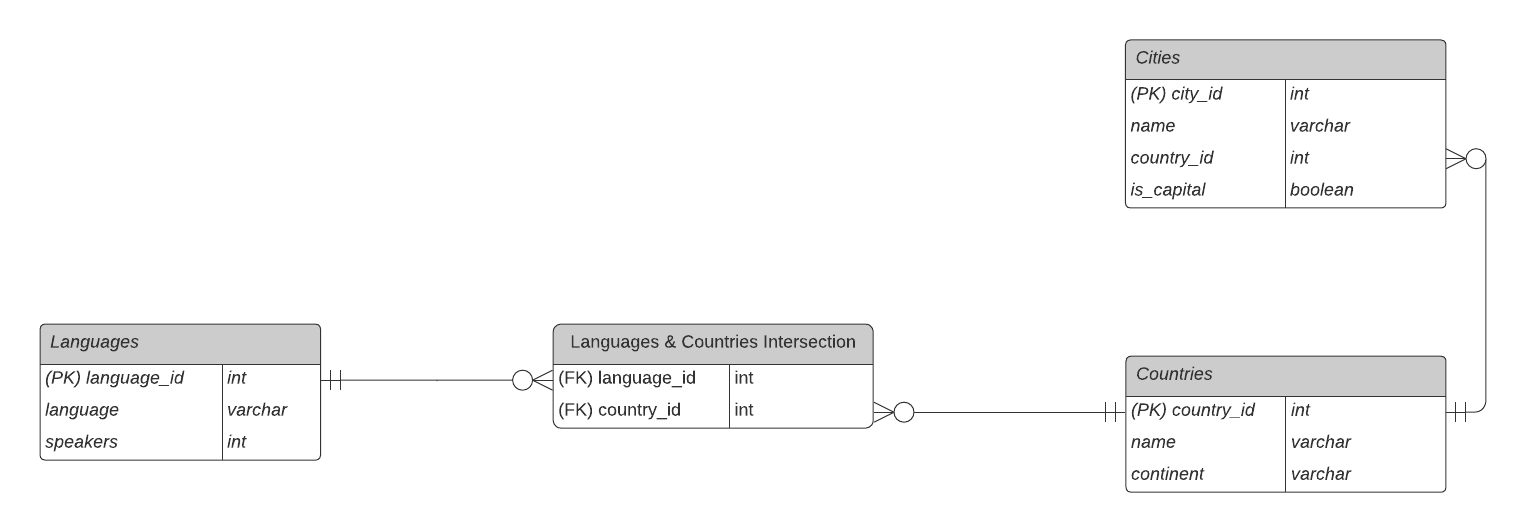 Cities
(PK) city_id int
name varchar
country_id int
is_capital boolean
Languages
(PK) language_id int
language varchar
speakers int
Languages & Countries Intersection
(FK) language_id int
(FK) country_id int
Countries
(PK) country_id int
name varchar
continent varchar